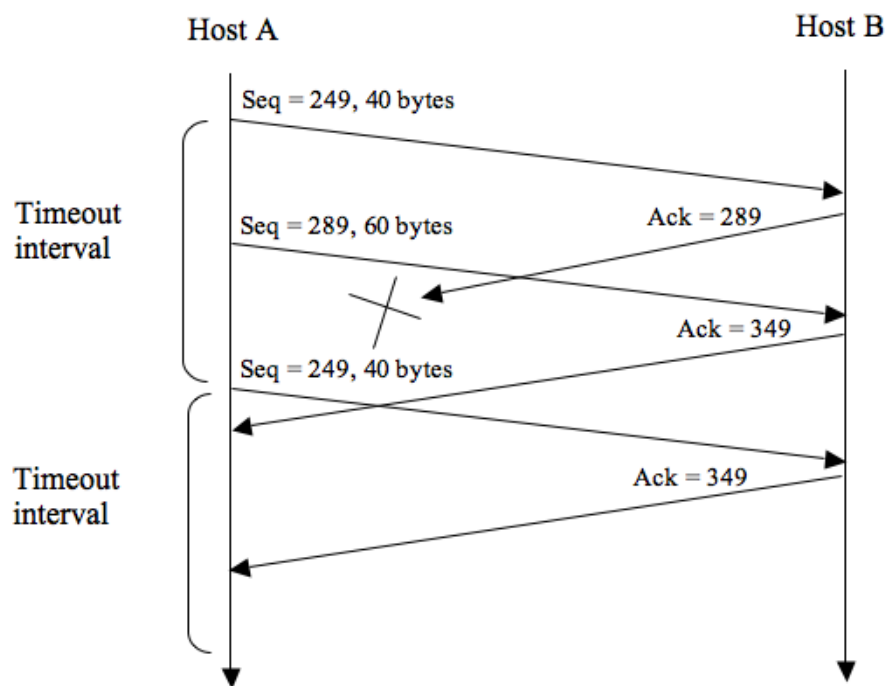 Host A
Host B
Seq = 249, 40 bytes
Timeout
interval
Seq = 289, 60 bytes
Ack = 289
Ack = 349
Seq = 249, 40 bytes
Timeout
interval
Ack = 349